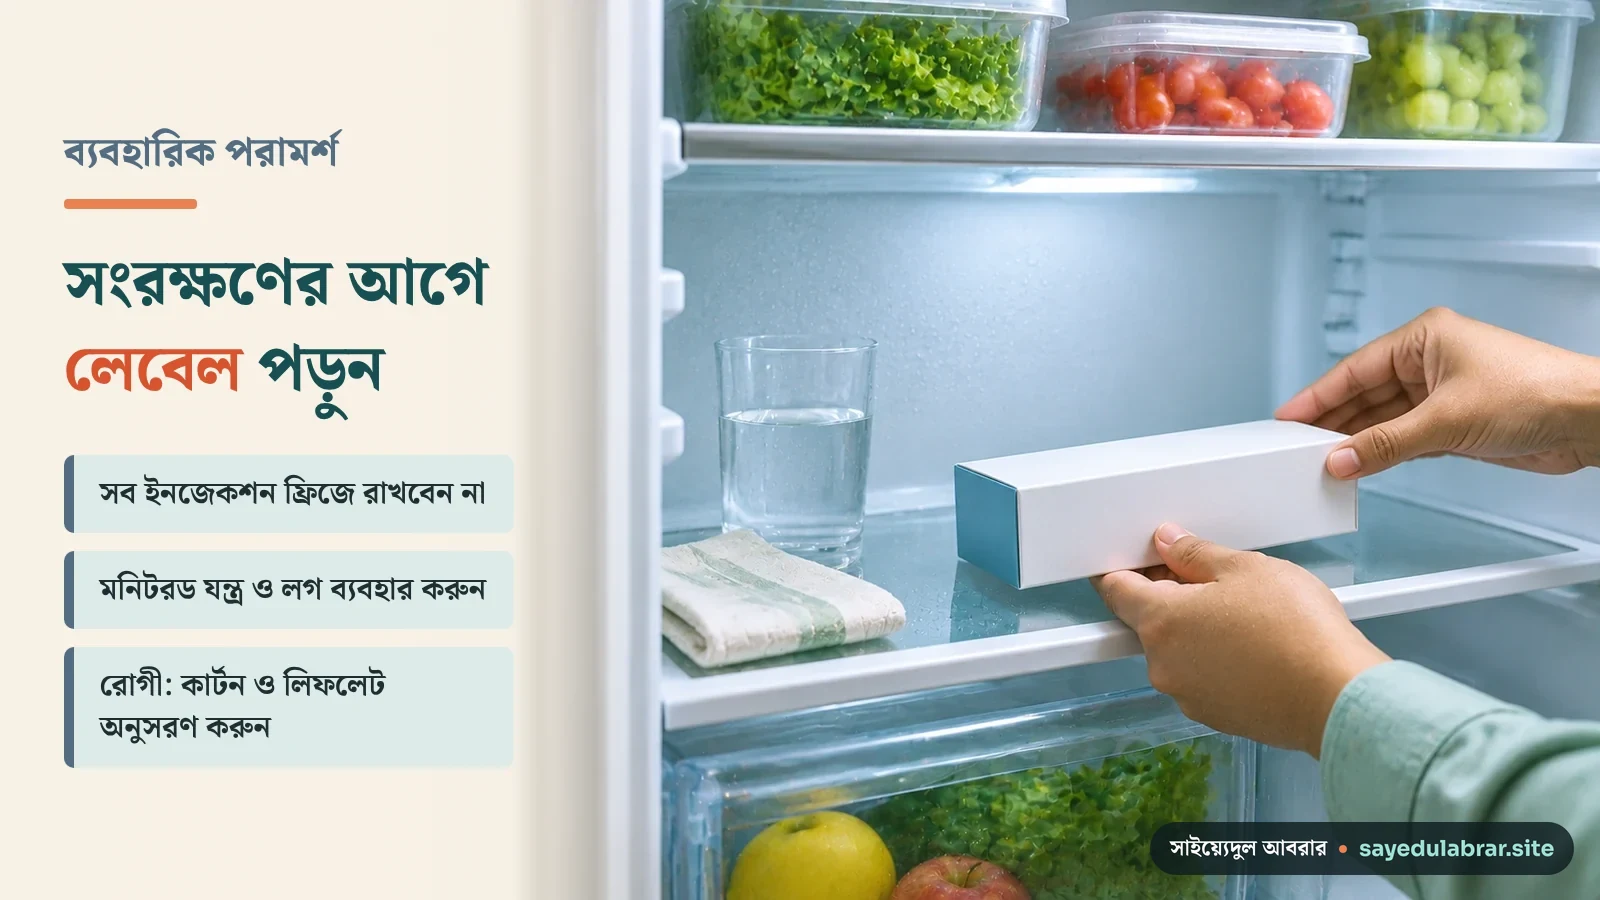 ব্যবহারিক পরামর্শ
সংরক্ষণের আগে
লেবেল পড়ুন
সব ইনজেকশন ফ্রিজে রাখবেন না
মনিটরড যন্ত্র ও লগ ব্যবহার করুন
রোগী: কার্টন ও লিফলেট
অনুসরণ করুন
সাইয়্যেদুল আবরার • sayedulabrar.site